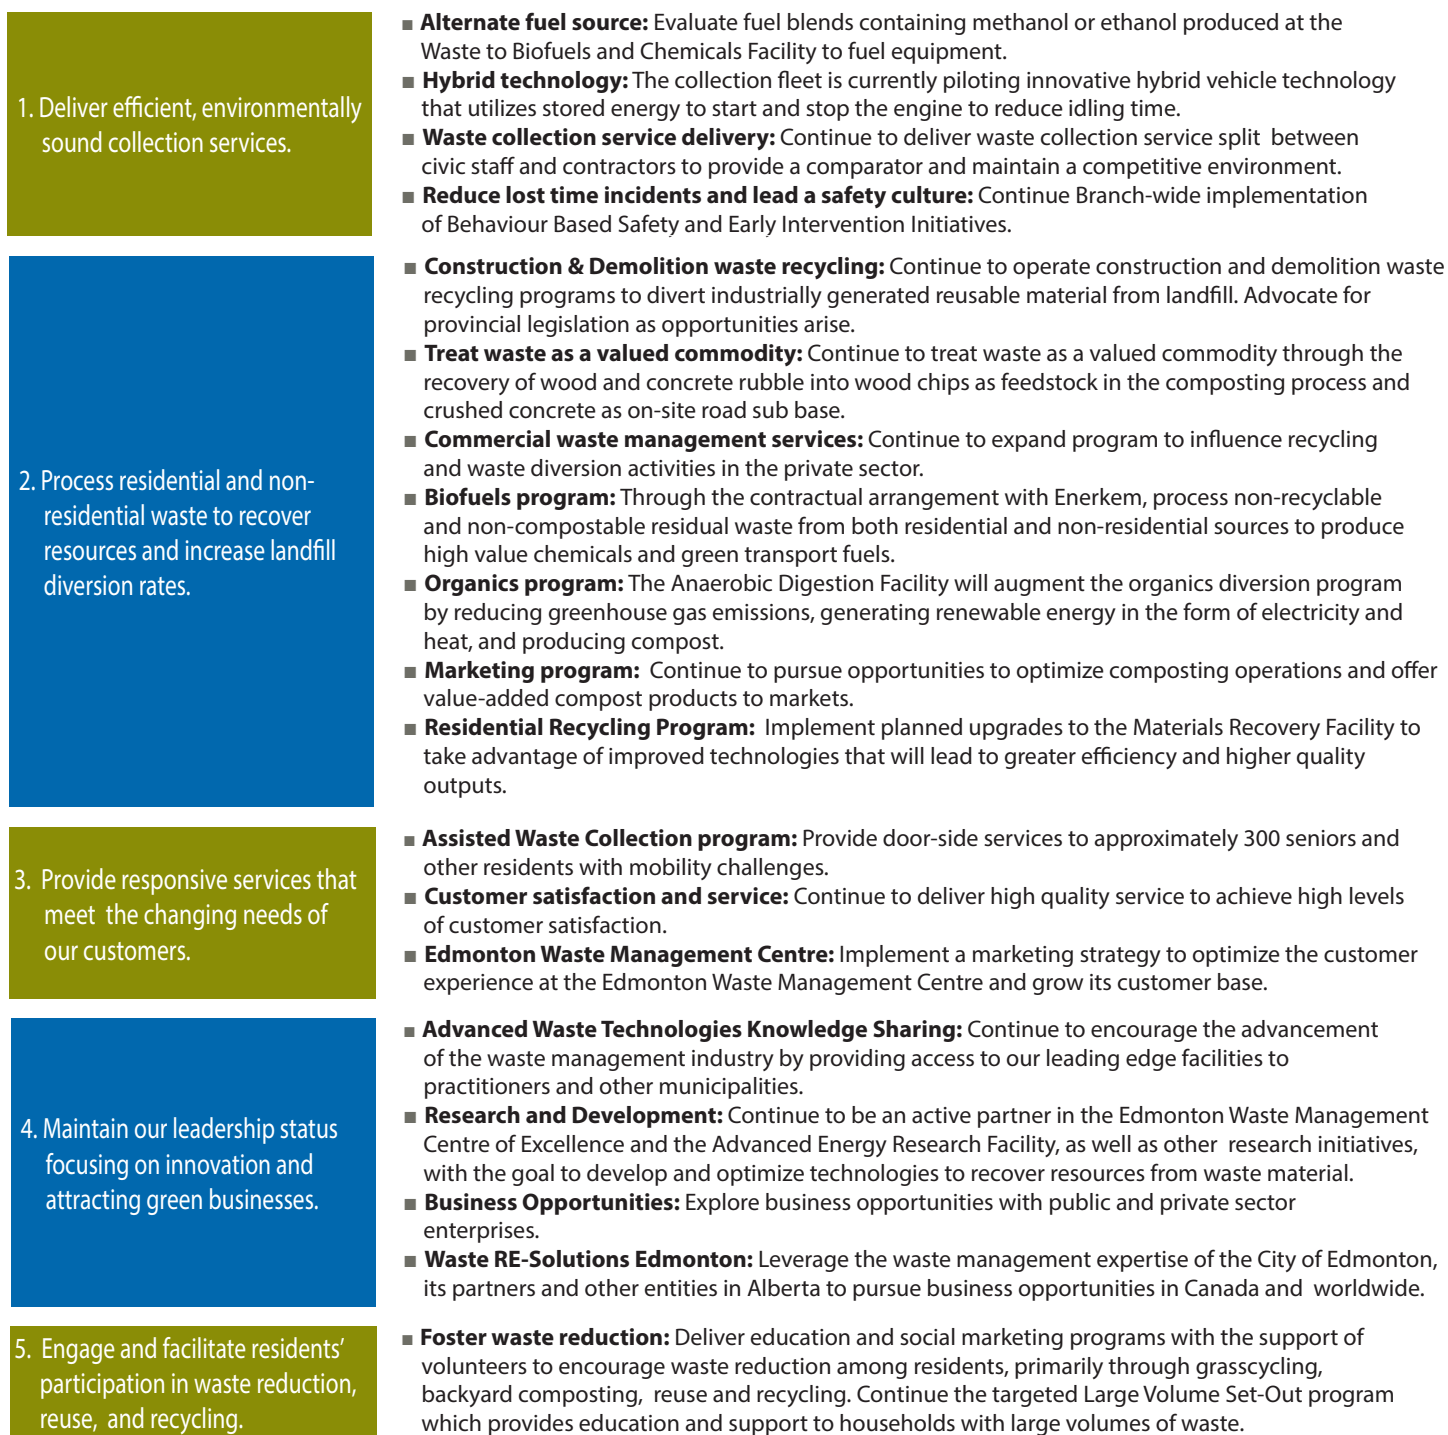 1. Deliver efficient, environmentally
sound collection services.
■ Alternate fuel source: Evaluate fuel blends containing methanol or ethanol produced at the
Waste to Biofuels and Chemicals Facility to fuel equipment.
■ Hybrid technology: The collection fleet is currently piloting innovative hybrid vehicle technology
that utilizes stored energy to start and stop the engine to reduce idling time.
■ Waste collection service delivery: Continue to deliver waste collection service split between
civic staff and contractors to provide a comparator and maintain a competitive environment.
■ Reduce lost time incidents and lead a safety culture: Continue Branch-wide implementation
of Behaviour Based Safety and Early Intervention Initiatives.
2. Process residential and non-
residential waste to recover
resources and increase landfill
diversion rates.
■ Construction & Demolition waste recycling: Continue to operate construction and demolition waste
recycling programs to divert industrially generated reusable material from landfill. Advocate for
provincial legislation as opportunities arise.
■ Treat waste as a valued commodity: Continue to treat waste as a valued commodity through the
recovery of wood and concrete rubble into wood chips as feedstock in the composting process and
crushed concrete as on-site road sub base.
■ Commercial waste management services: Continue to expand program to influence recycling
and waste diversion activities in the private sector.
■ Biofuels program: Through the contractual arrangement with Enerkem, process non-recyclable
and non-compostable residual waste from both residential and non-residential sources to produce
high value chemicals and green transport fuels.
■ Organics program: The Anaerobic Digestion Facility will augment the organics diversion program
by reducing greenhouse gas emissions, generating renewable energy in the form of electricity and
heat, and producing compost.
■ Marketing program: Continue to pursue opportunities to optimize composting operations and offer
value-added compost products to markets.
■ Residential Recycling Program: Implement planned upgrades to the Materials Recovery Facility to
take advantage of improved technologies that will lead to greater efficiency and higher quality
outputs.
3. Provide responsive services that
meet the changing needs of
our customers.
■ Assisted Waste Collection program: Provide door-side services to approximately 300 seniors and
other residents with mobility challenges.
■ Customer satisfaction and service: Continue to deliver high quality service to achieve high levels
of customer satisfaction.
■ Edmonton Waste Management Centre: Implement a marketing strategy to optimize the customer
experience at the Edmonton Waste Management Centre and grow its customer base.
4. Maintain our leadership status
focusing on innovation and
attracting green businesses.
■ Advanced Waste Technologies Knowledge Sharing: Continue to encourage the advancement
of the waste management industry by providing access to our leading edge facilities to
practitioners and other municipalities.
■ Research and Development: Continue to be an active partner in the Edmonton Waste Management
Centre of Excellence and the Advanced Energy Research Facility, as well as other research initiatives,
with the goal to develop and optimize technologies to recover resources from waste material.
■ Business Opportunities: Explore business opportunities with public and private sector
enterprises.
■ Waste RE-Solutions Edmonton: Leverage the waste management expertise of the City of Edmonton,
its partners and other entities in Alberta to pursue business opportunities in Canada and worldwide.
5. Engage and facilitate residents’
participation in waste reduction,
reuse, and recycling.
■ Foster waste reduction: Deliver education and social marketing programs with the support of
volunteers to encourage waste reduction among residents, primarily through grasscycling,
backyard composting, reuse and recycling. Continue the targeted Large Volume Set-Out program
which provides education and support to households with large volumes of waste.